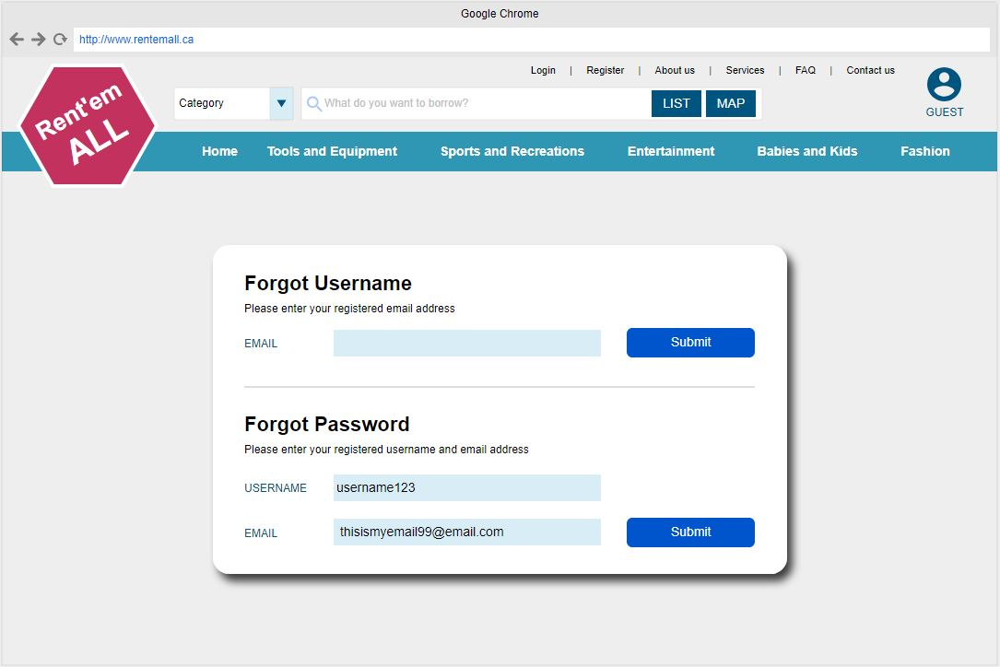 Google Chrome
http://www.rentemall.ca
Login | Register | About us | Services | FAQ | Contact us
Rent'em
ALL
Category
What do you want to borrow?
LIST
MAP
GUEST
Home Tools and Equipment Sports and Recreations Entertainment Babies and Kids Fashion
Forgot Username
Please enter your registered email address
EMAIL
Submit
Forgot Password
Please enter your registered username and email address
USERNAME username123
EMAIL thisismyemail99@email.com
Submit